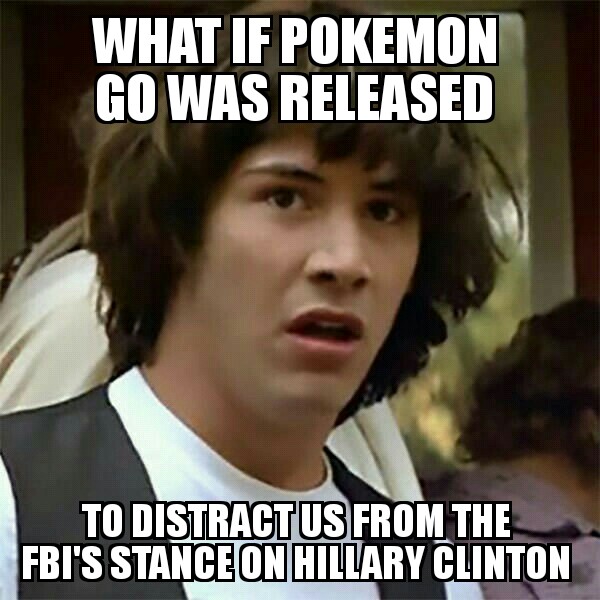 WHAT IF POKEMON
GO WAS RELEASED
TO DISTRACT US FROM THE
FBI'S STANCE ON HILLARY CLINTON